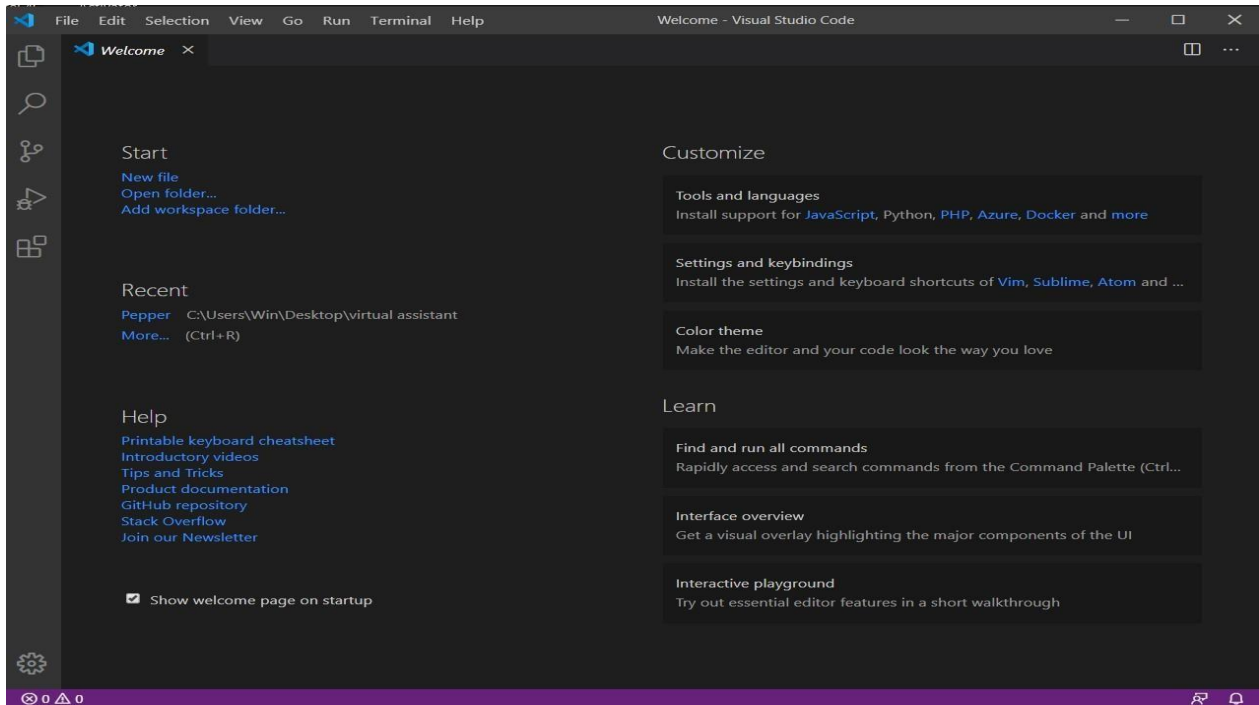 File Edit Selection View Go Run Terminal Help Welcome - Visual Studio Code
Welcome
Start
New file
Open folder...
Add workspace folder...
Recent
Pepper C:\Users\Win\Desktop\virtual assistant
More... (Ctrl+R)
Help
Printable keyboard cheatsheet
Introductory videos
Tips and Tricks
Product documentation
GitHub repository
Stack Overflow
Join our Newsletter
Show welcome page on startup
Customize
Tools and languages
Install support for JavaScript, Python, PHP, Azure, Docker and more
Settings and keybindings
Install the settings and keyboard shortcuts of Vim, Sublime, Atom and ...
Color theme
Make the editor and your code look the way you love
Learn
Find and run all commands
Rapidly access and search commands from the Command Palette (Ctrl...
Interface overview
Get a visual overlay highlighting the major components of the UI
Interactive playground
Try out essential editor features in a short walkthrough
0 0